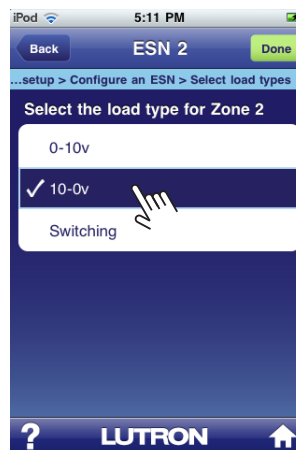 iPod 5:11 PM
Back ESN 2 Done
...setup > Configure an ESN > Select load types
Select the load type for Zone 2
0-10v
✓ 10-0v
Switching
? LUTRON